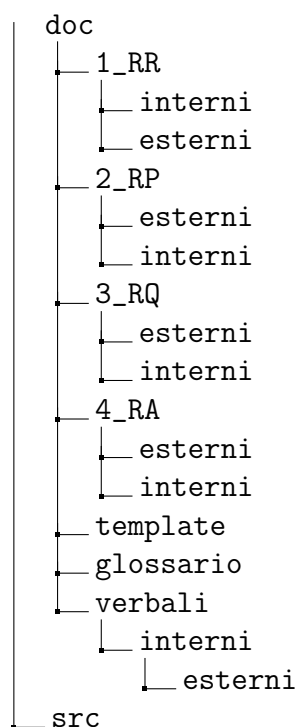 doc
1_RR
interni
esterni
2_RP
esterni
interni
3_RQ
esterni
interni
4_RA
esterni
interni
template
glossario
verbali
interni
esterni
src